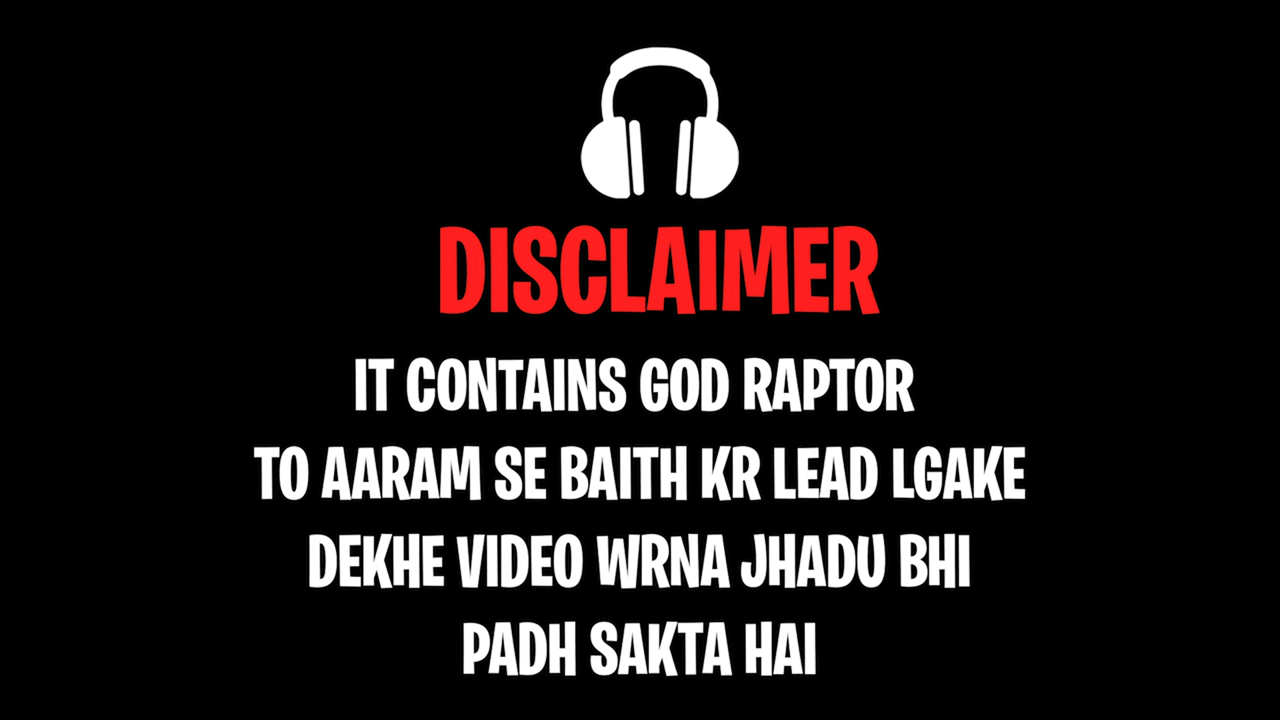 DISCLAIMER
IT CONTAINS GOD RAPTOR
TO AARAM SE BAITH KR LEAD LGAKE
DEKHE VIDEO WRNA JHADU BHI
PADH SAKTA HAI